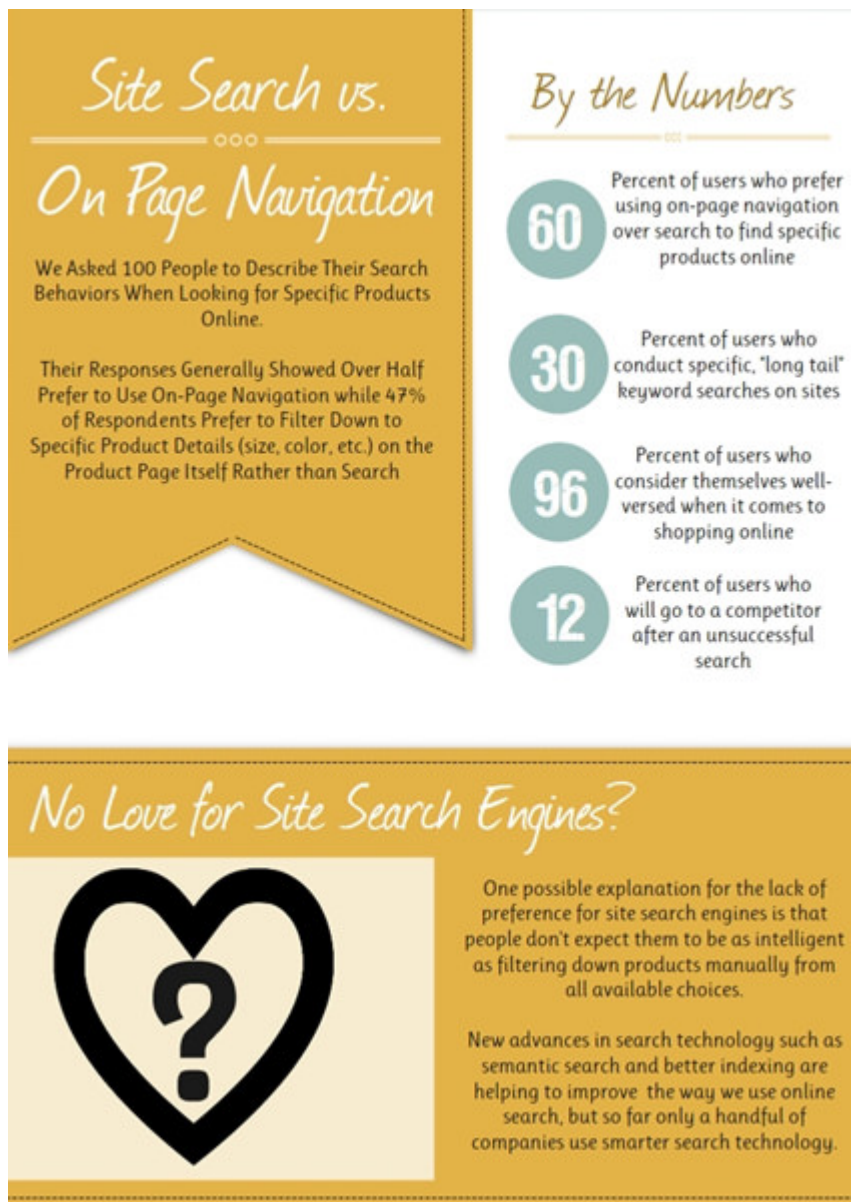 Site Search vs.
On Page Navigation
We Asked 100 People to Describe Their Search
Behaviors When Looking for Specific Products
Online.
Their Responses Generally Showed Over Half
Prefer to Use On-Page Navigation while 47%
of Respondents Prefer to Filter Down to
Specific Product Details (size, color, etc.) on the
Product Page Itself Rather than Search
By the Numbers
60
Percent of users who prefer
using on-page navigation
over search to find specific
products online
30
Percent of users who
conduct specific, "long tail"
keyword searches on sites
96
Percent of users who
consider themselves well-
versed when it comes to
shopping online
12
Percent of users who
will go to a competitor
after an unsuccessful
search
No Love for Site Search Engines?
?
One possible explanation for the lack of
preference for site search engines is that
people don't expect them to be as intelligent
as filtering down products manually from
all available choices.
New advances in search technology such as
semantic search and better indexing are
helping to improve the way we use online
search, but so far only a handful of
companies use smarter search technology.